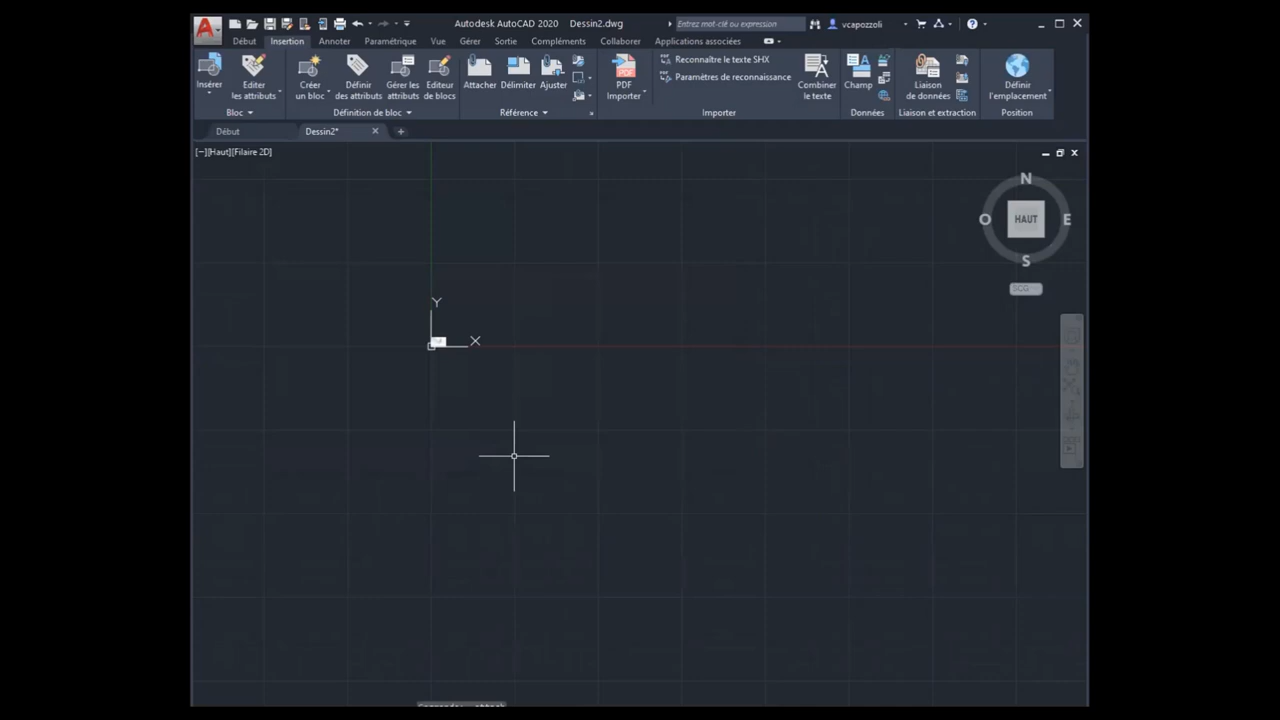 Autodesk AutoCAD 2020 Dessin2.dwg Entrez mot-clé ou expression vcapozzoli
Début Insertion Annoter Paramétrique Vue Gérer Sortie Compléments Collaborer Applications associées
Insérer
Editer
les attributs
Créer
un bloc
Définir
des attributs
Gérer les
attributs
Editeur
de blocs
Attacher
Délimiter
Ajuster
PDF
Importer
Reconnaître le texte SHX
Paramètres de reconnaissance
Combiner
le texte
Champ
Liaison
de données
Définir
l'emplacement
Bloc Définition de bloc Référence Importer Données Liaison et extraction Position
Début Dessin2*
[−][Haut][Filaire 2D]
N
O HAUT E
S
SCG
Y
X